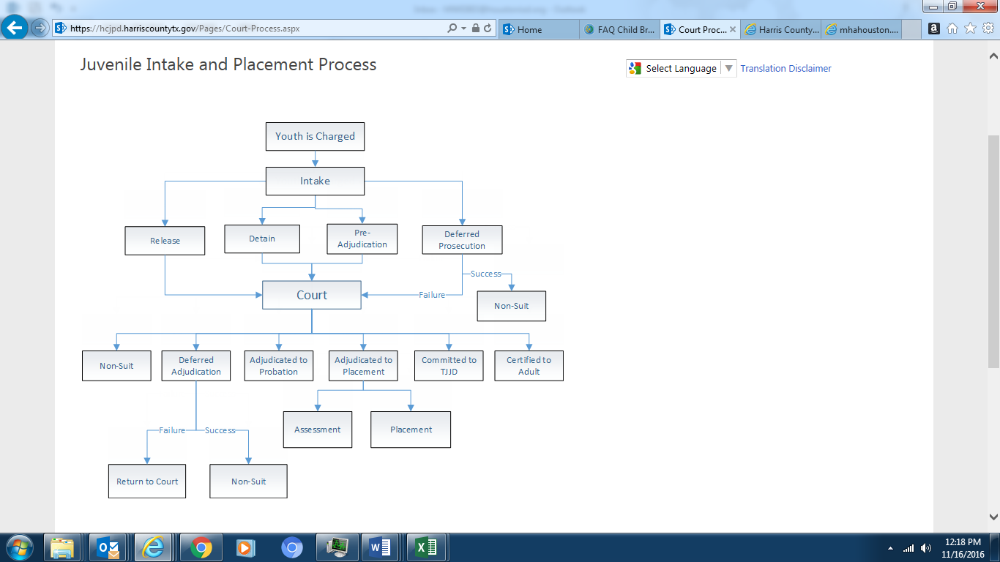 https://hcjpd.harriscountytx.gov/Pages/Court-Process.aspx
Home
FAQ Child Br...
Court Proc...
Harris County...
mhahouston....
Juvenile Intake and Placement Process
Select Language
Translation Disclaimer
Youth is Charged
Intake
Release
Detain
Pre-
Adjudication
Deferred
Prosecution
Success
Court
Failure
Non-Suit
Non-Suit
Deferred
Adjudication
Adjudicated to
Probation
Adjudicated to
Placement
Committed to
TJJD
Certified to
Adult
Assessment
Placement
Failure
Success
Return to Court
Non-Suit
12:18 PM
11/16/2016